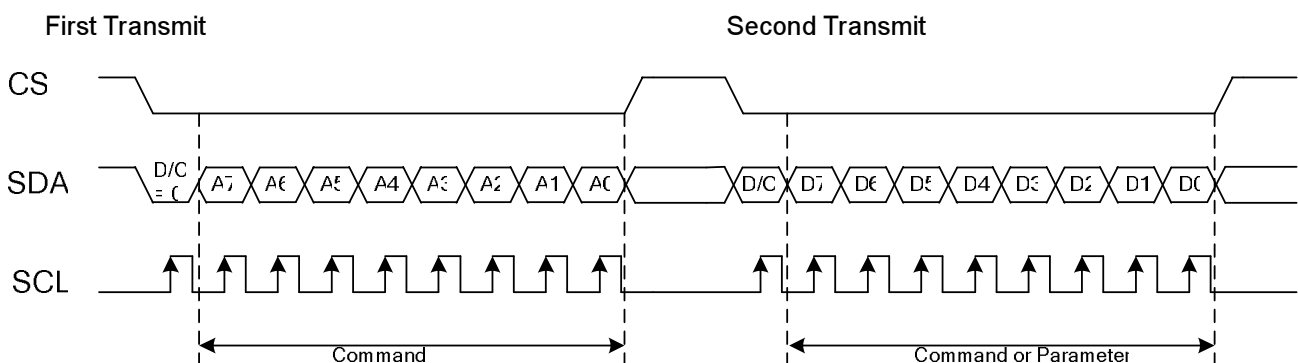 First Transmit Second Transmit
CS
SDA D/C = 0 A7 A6 A5 A4 A3 A2 A1 A0 D/C D7 D6 D5 D4 D3 D2 D1 D0
SCL
Command Command or Parameter